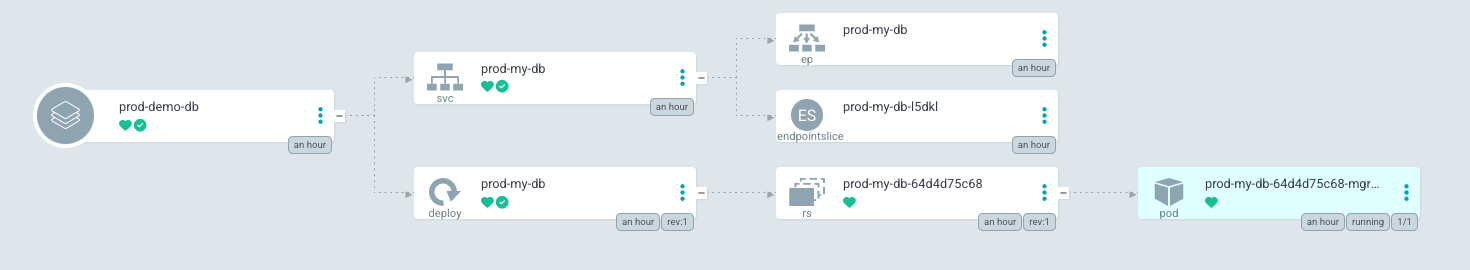 prod-demo-db
an hour
prod-my-db
svc
an hour
prod-my-db
ep
an hour
prod-my-db-l5dkl
ES
endpointslice
an hour
prod-my-db
deploy
an hour rev:1
prod-my-db-64d4d75c68
rs
an hour rev:1
prod-my-db-64d4d75c68-mgr...
pod
an hour running 1/1